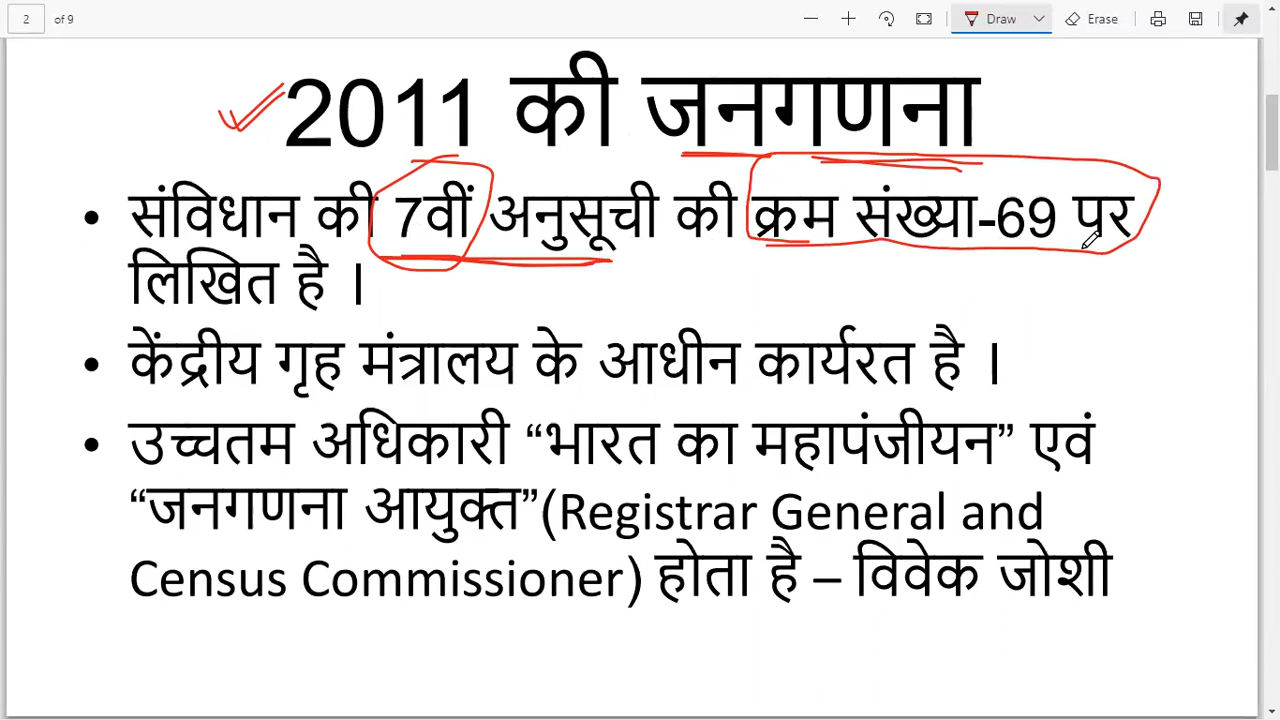 2 of 9 Draw Erase
2011 की जनगणना
• संविधान की 7वीं अनुसूची की क्रम संख्या-69 पर
लिखित है ।
• केंद्रीय गृह मंत्रालय के आधीन कार्यरत है ।
• उच्चतम अधिकारी “भारत का महापंजीयन” एवं
“जनगणना आयुक्त”(Registrar General and
Census Commissioner) होता है – विवेक जोशी